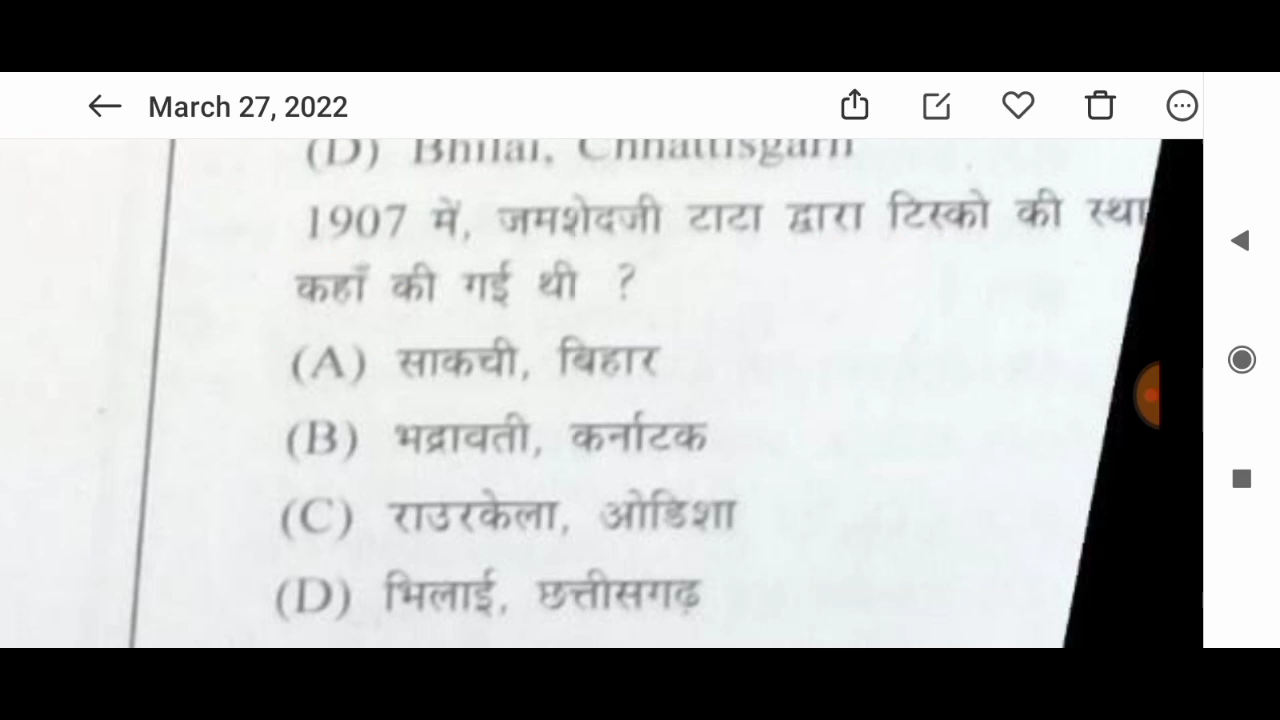 March 27, 2022
(D) Bhilai, Chhattisgarh
1907 में, जमशेदजी टाटा द्वारा टिस्को की स्था
कहाँ की गई थी ?
(A) साकची, बिहार
(B) भद्रावती, कर्नाटक
(C) राउरकेला, ओडिशा
(D) भिलाई, छत्तीसगढ़